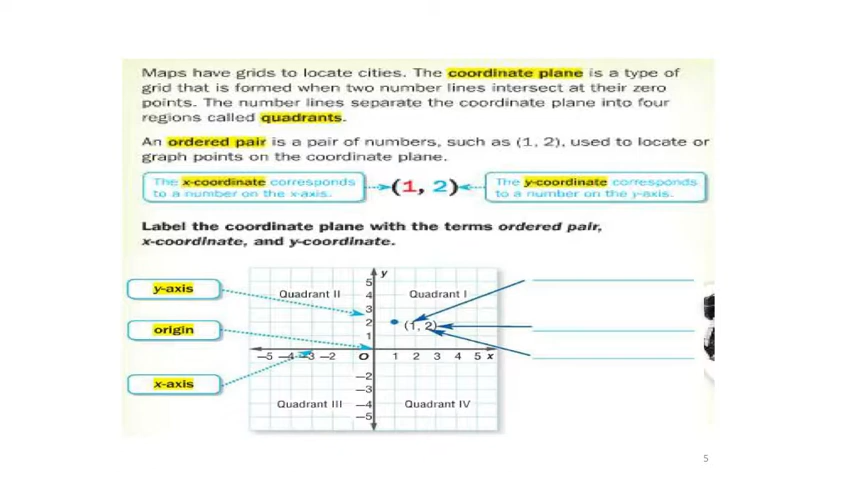 Maps have grids to locate cities. The coordinate plane is a type of
grid that is formed when two number lines intersect at their zero
points. The number lines separate the coordinate plane into four
regions called quadrants.
An ordered pair is a pair of numbers, such as (1, 2), used to locate or
graph points on the coordinate plane.
The x-coordinate corresponds
to a number on the x-axis.
(1, 2)
The y-coordinate corresponds
to a number on the y-axis.
Label the coordinate plane with the terms ordered pair,
x-coordinate, and y-coordinate.
y-axis
origin
x-axis
y
Quadrant II
Quadrant I
5
4
3
2
1
(1, 2)
−5 −4 −3 −2
O
1 2 3 4 5 x
−2
−3
−4
−5
Quadrant III
Quadrant IV
5